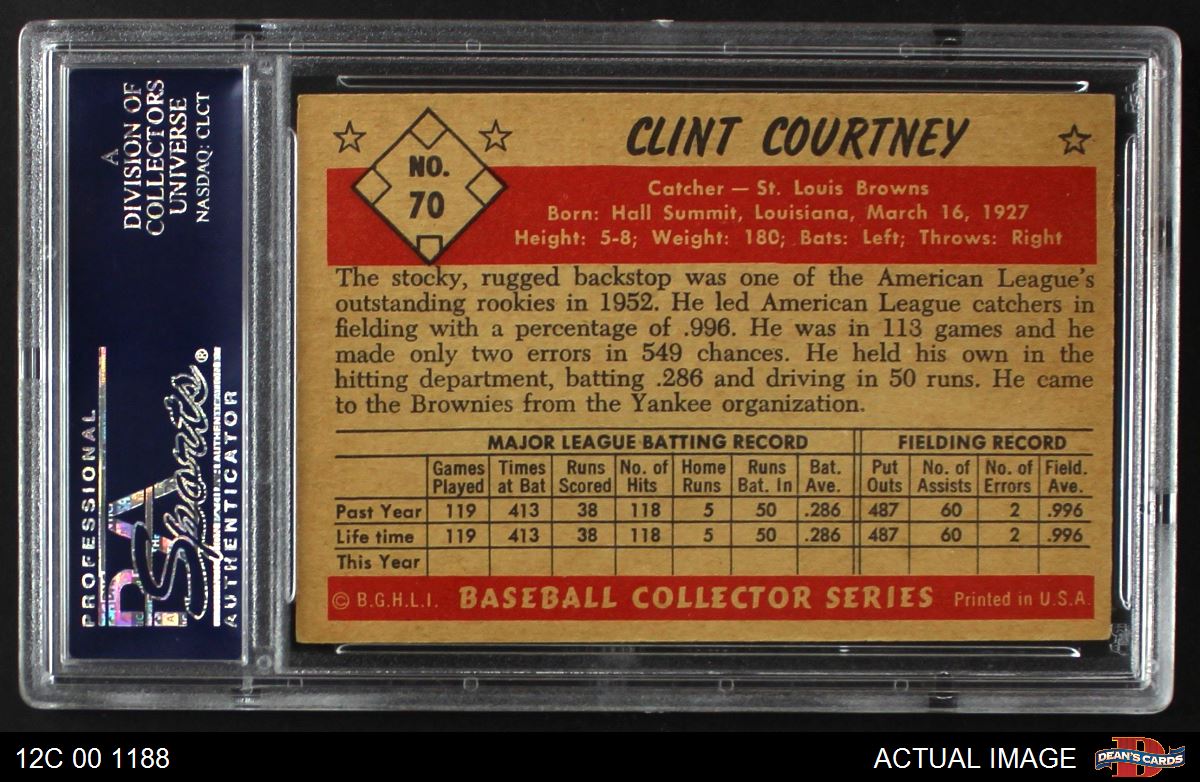 A
DIVISION OF
COLLECTORS
UNIVERSE
NASDAQ: CLCT
PROFESSIONAL
PSA
THE
Sports®
AUTHENTICATOR
NO.
70
CLINT COURTNEY
Catcher — St. Louis Browns
Born: Hall Summit, Louisiana, March 16, 1927
Height: 5-8; Weight: 180; Bats: Left; Throws: Right
The stocky, rugged backstop was one of the American League's
outstanding rookies in 1952. He led American League catchers in
fielding with a percentage of .996. He was in 113 games and he
made only two errors in 549 chances. He held his own in the
hitting department, batting .286 and driving in 50 runs. He came
to the Brownies from the Yankee organization.
MAJOR LEAGUE BATTING RECORD FIELDING RECORD
Games Times Runs No. of Home Runs Bat. Put No. of No. of Field.
Played at Bat Scored Hits Runs Bat. In Ave. Outs Assists Errors Ave.
Past Year 119 413 38 118 5 50 .286 487 60 2 .996
Life time 119 413 38 118 5 50 .286 487 60 2 .996
This Year
© B.G.H.L.I. BASEBALL COLLECTOR SERIES Printed in U.S.A.
12C 00 1188 ACTUAL IMAGE DEAN'S CARDS